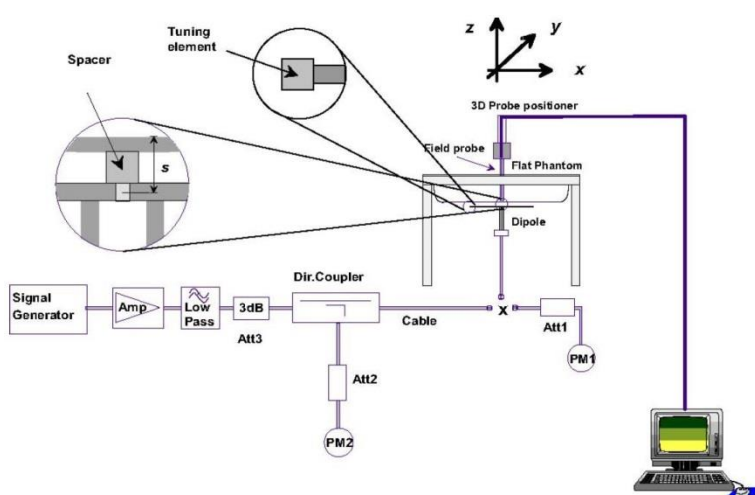 Tuning
element
Spacer
s
z
y
x
3D Probe positioner
Field probe
Flat Phantom
Dipole
Dir.Coupler
Signal
Generator
Amp
Low
Pass
3dB
Att3
Cable
X
Att1
PM1
Att2
PM2